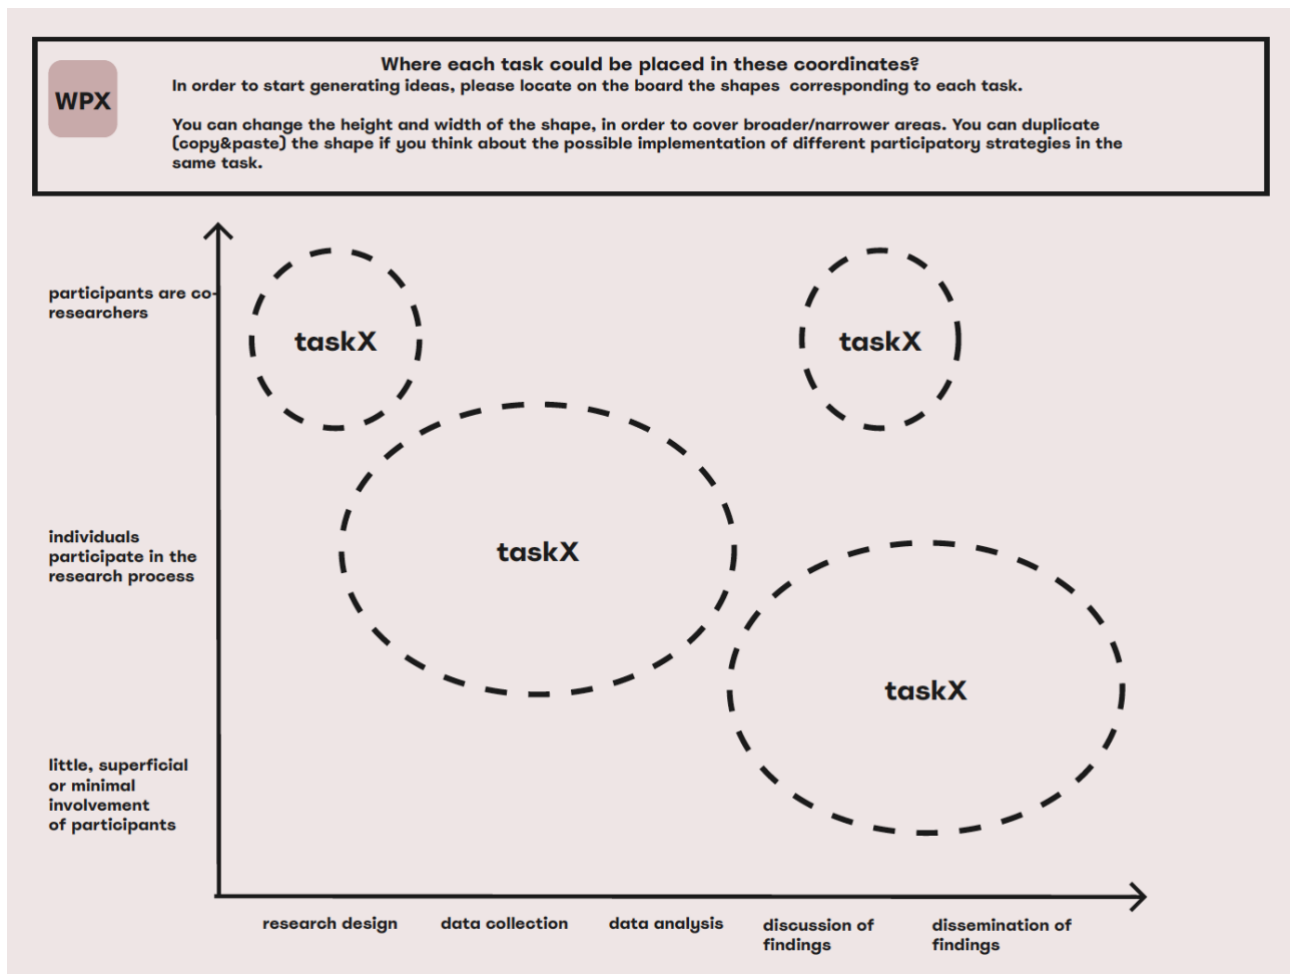 Where each task could be placed in these coordinates?
WPX
In order to start generating ideas, please locate on the board the shapes corresponding to each task.
You can change the height and width of the shape, in order to cover broader/narrower areas. You can duplicate
(copy&paste) the shape if you think about the possible implementation of different participatory strategies in the
same task.
participants are co-
researchers
taskX
taskX
individuals
participate in the
research process
taskX
taskX
little, superficial
or minimal
involvement
of participants
research design
data collection
data analysis
discussion of
findings
dissemination of
findings